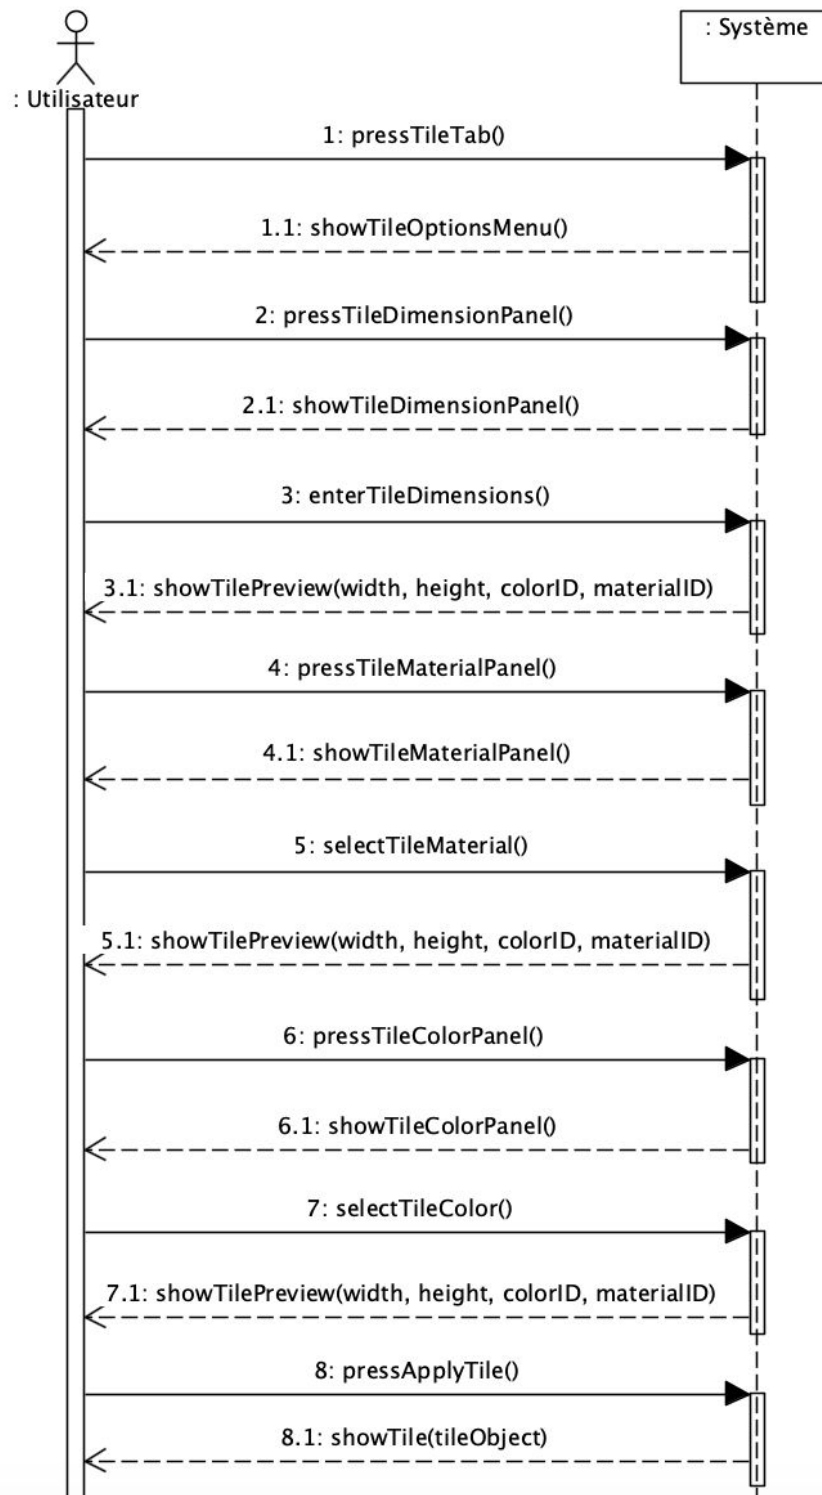 : Système
: Utilisateur
1: pressTileTab()
1.1: showTileOptionsMenu()
2: pressTileDimensionPanel()
2.1: showTileDimensionPanel()
3: enterTileDimensions()
3.1: showTilePreview(width, height, colorID, materialID)
4: pressTileMaterialPanel()
4.1: showTileMaterialPanel()
5: selectTileMaterial()
5.1: showTilePreview(width, height, colorID, materialID)
6: pressTileColorPanel()
6.1: showTileColorPanel()
7: selectTileColor()
7.1: showTilePreview(width, height, colorID, materialID)
8: pressApplyTile()
8.1: showTile(tileObject)